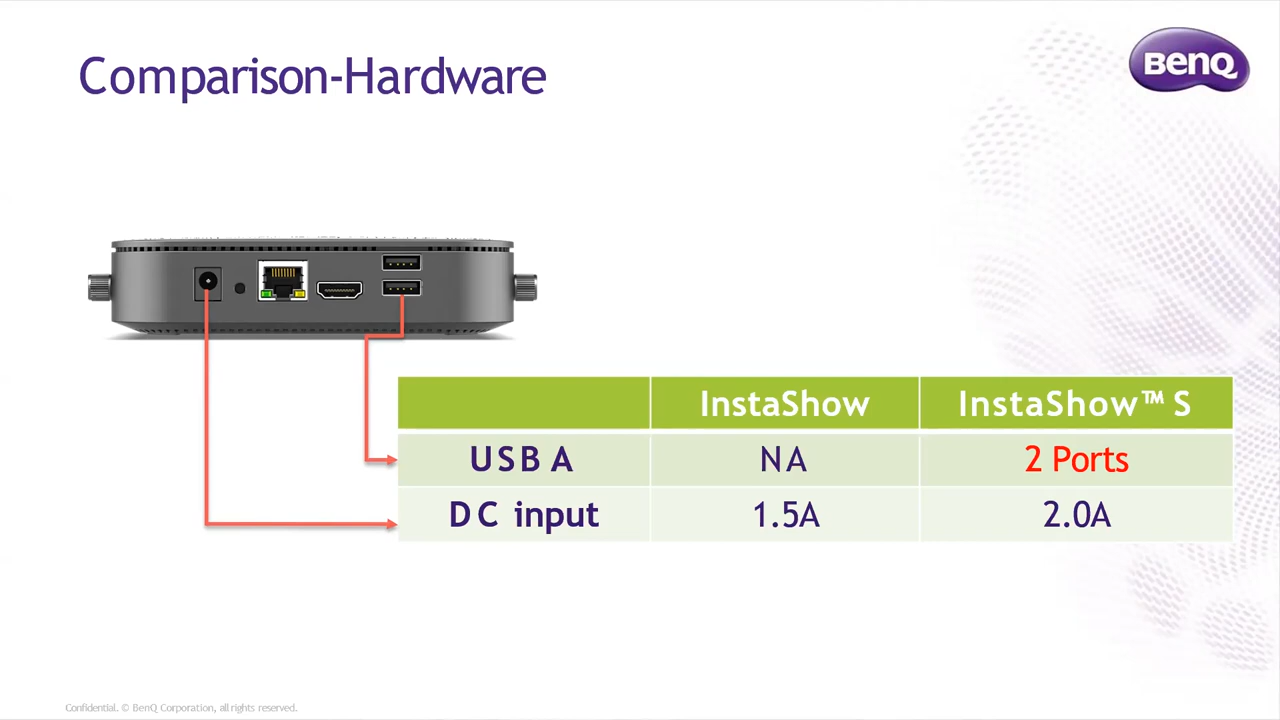 Comparison-Hardware
BenQ
InstaShow InstaShow™ S
USB A NA 2 Ports
DC input 1.5A 2.0A
Confidential. © BenQ Corporation, all rights reserved.